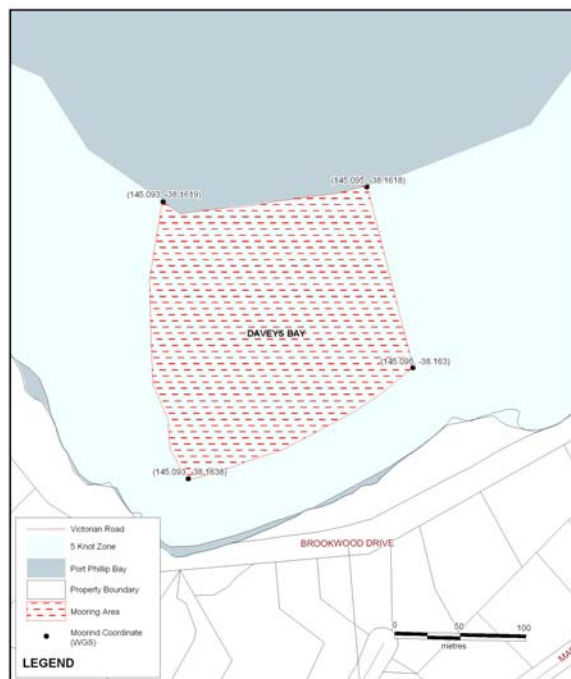 (145.093, -38.1619)
(145.095, -38.1618)
DAVEYS BAY
(145.095, -38.163)
(145.093, -38.1638)
BROOKWOOD DRIVE
Victorian Road
5 Knot Zone
Port Phillip Bay
Property Boundary
Mooring Area
Moorind Coordinate
(WGS)
LEGEND
0 50 100
metres